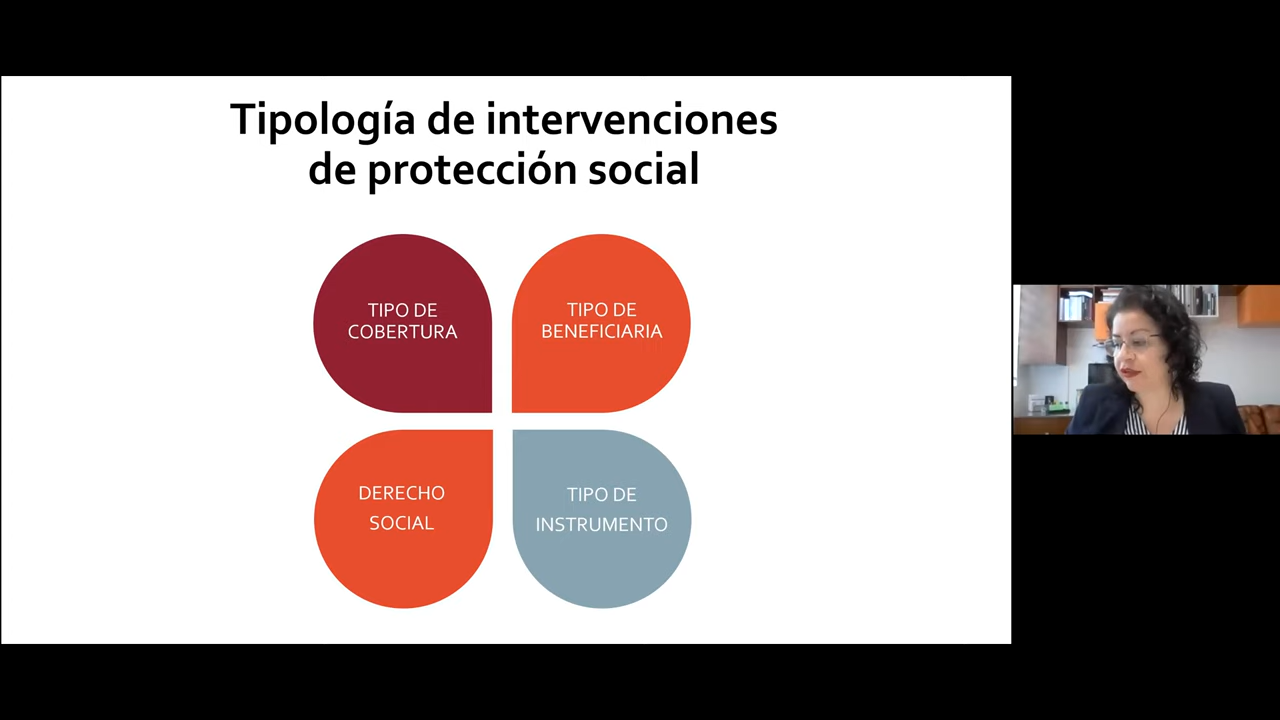 Tipología de intervenciones
de protección social
TIPO DE
COBERTURA
TIPO DE
BENEFICIARIA
DERECHO
SOCIAL
TIPO DE
INSTRUMENTO